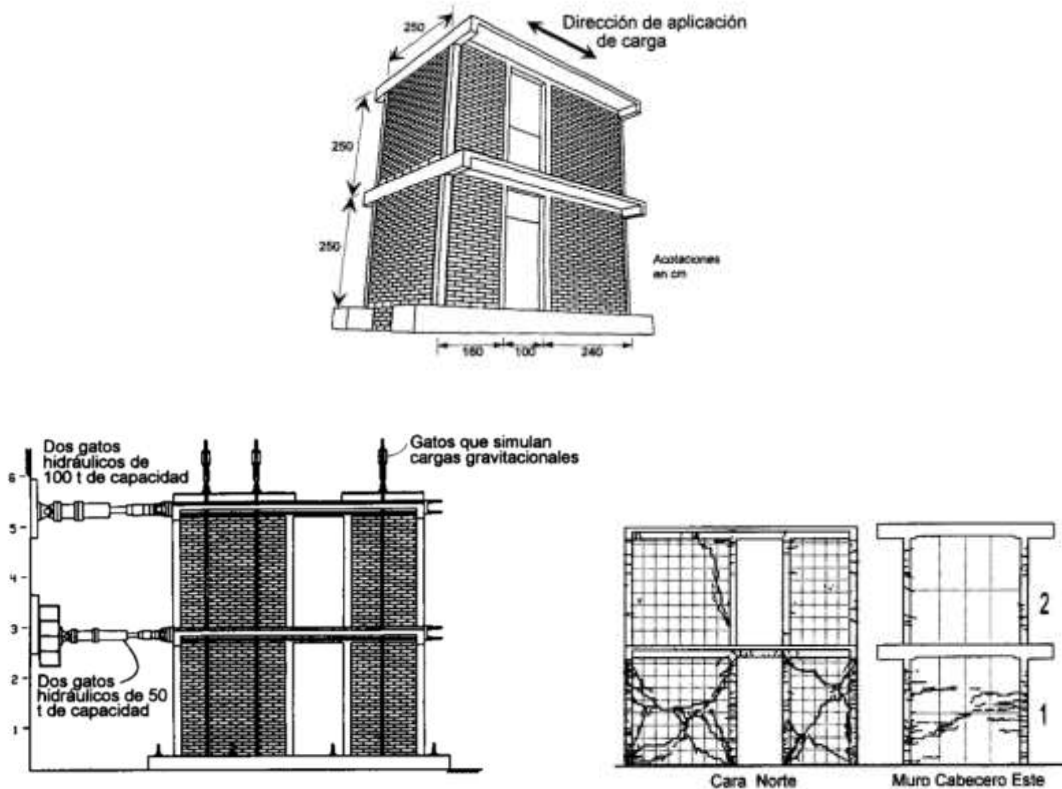 250
Dirección de aplicación
de carga
250
250
Acotaciones
en cm
160
100
240
Dos gatos
hidráulicos de
100 t de capacidad
Gatos que simulan
cargas gravitacionales
6
5
4
3
2
1
Dos gatos
hidráulicos de 50
t de capacidad
2
1
Cara Norte
Muro Cabecero Este